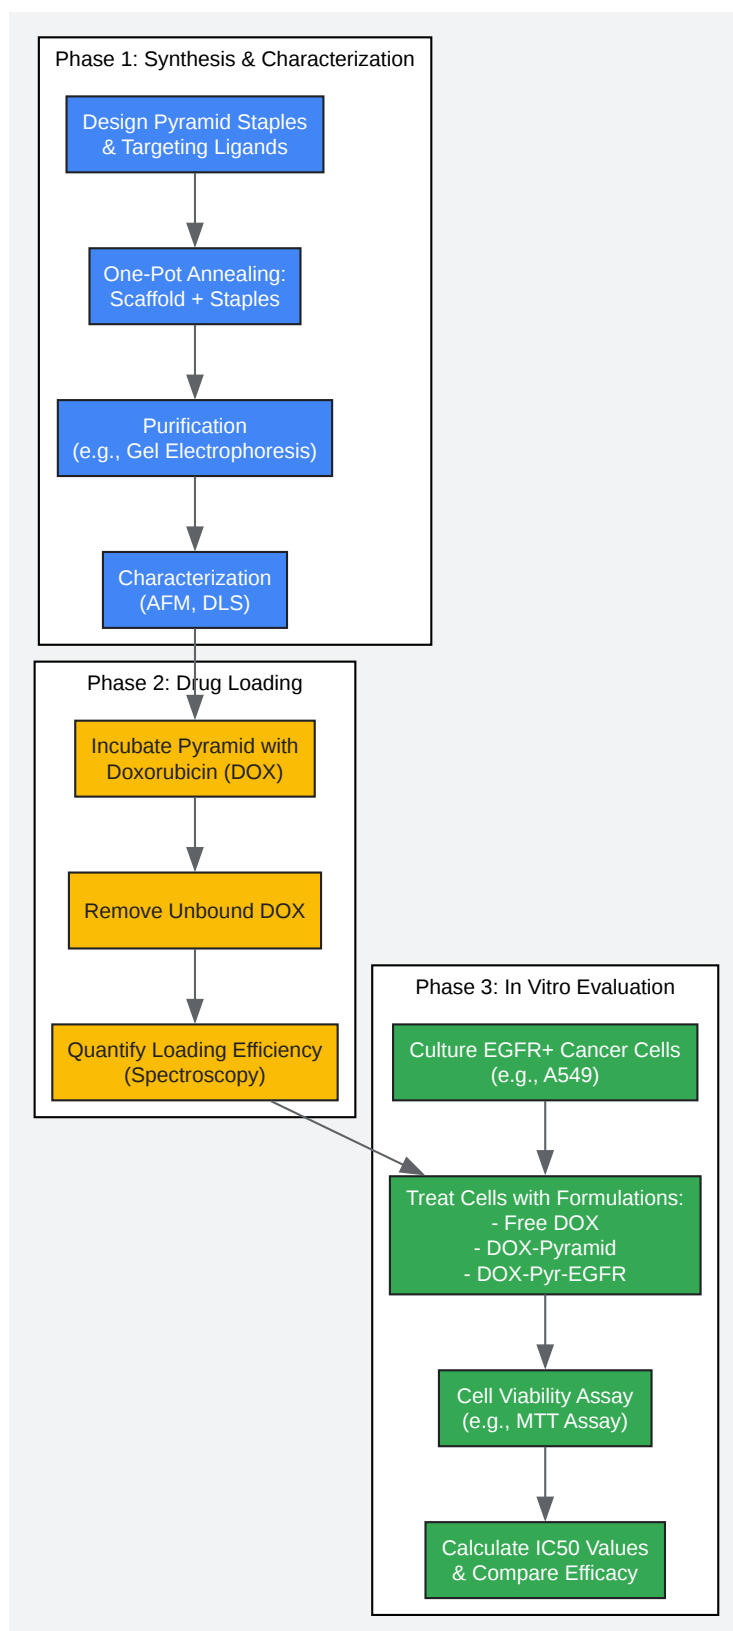 Phase 1: Synthesis & Characterization
Design Pyramid Staples
& Targeting Ligands
One-Pot Annealing:
Scaffold + Staples
Purification
(e.g., Gel Electrophoresis)
Characterization
(AFM, DLS)
Phase 2: Drug Loading
Incubate Pyramid with
Doxorubicin (DOX)
Remove Unbound DOX
Quantify Loading Efficiency
(Spectroscopy)
Phase 3: In Vitro Evaluation
Culture EGFR+ Cancer Cells
(e.g., A549)
Treat Cells with Formulations:
- Free DOX
- DOX-Pyramid
- DOX-Pyr-EGFR
Cell Viability Assay
(e.g., MTT Assay)
Calculate IC50 Values
& Compare Efficacy